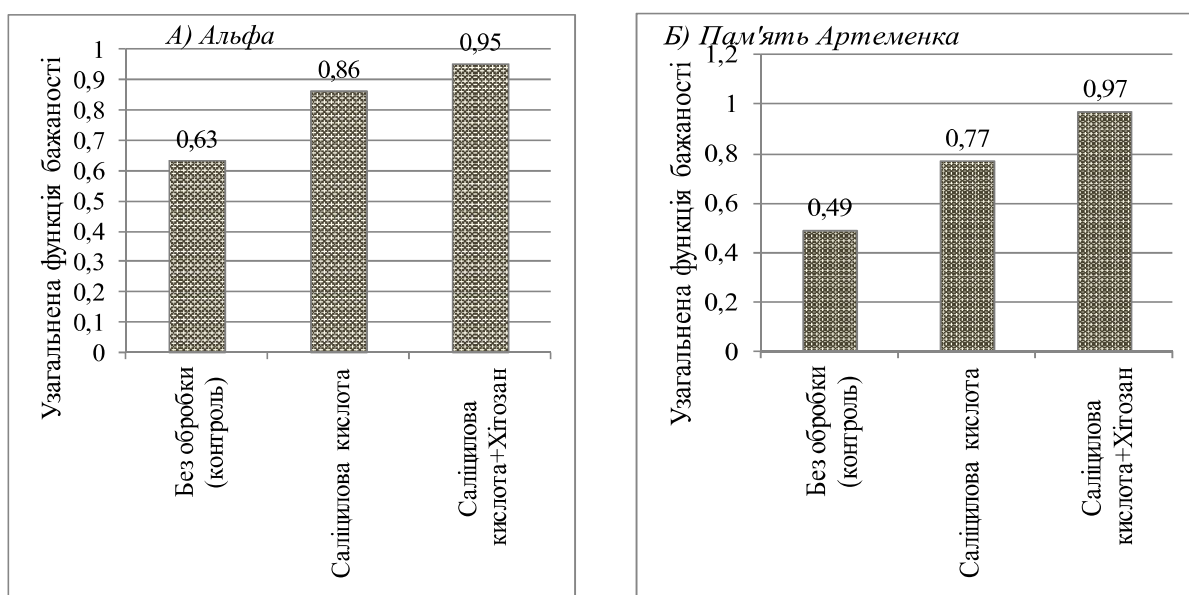 А) Альфа
Узагальнена функція бажаності
1
0,9
0,8
0,7
0,6
0,5
0,4
0,3
0,2
0,1
0
0,63
0,86
0,95
Без обробки
(контроль)
Саліцилова кислота
Саліцилова
кислота+Хітозан
Б) Пам'ять Артеменка
Узагальнена функція бажаності
1,2
1
0,8
0,6
0,4
0,2
0
0,49
0,77
0,97
Без обробки
(контроль)
Саліцилова кислота
Саліцилова
кислота+Хітозан